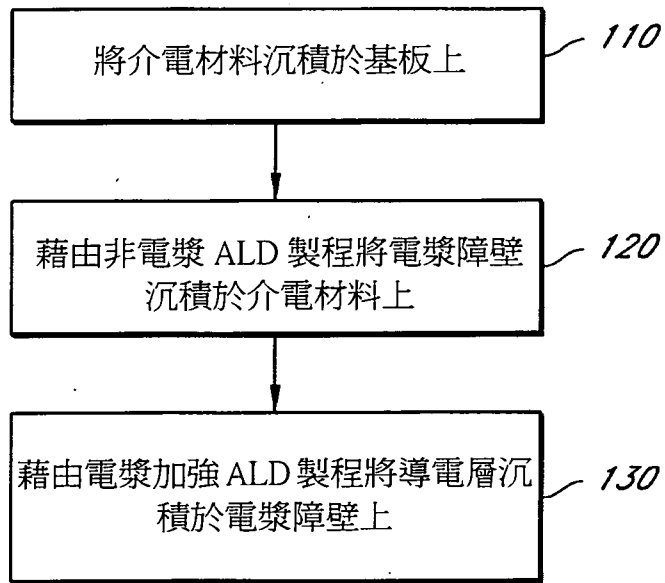 將介電材料沉積於基板上
110
藉由非電漿 ALD 製程將電漿障壁
沉積於介電材料上
120
藉由電漿加強 ALD 製程將導電層沉
積於電漿障壁上
130